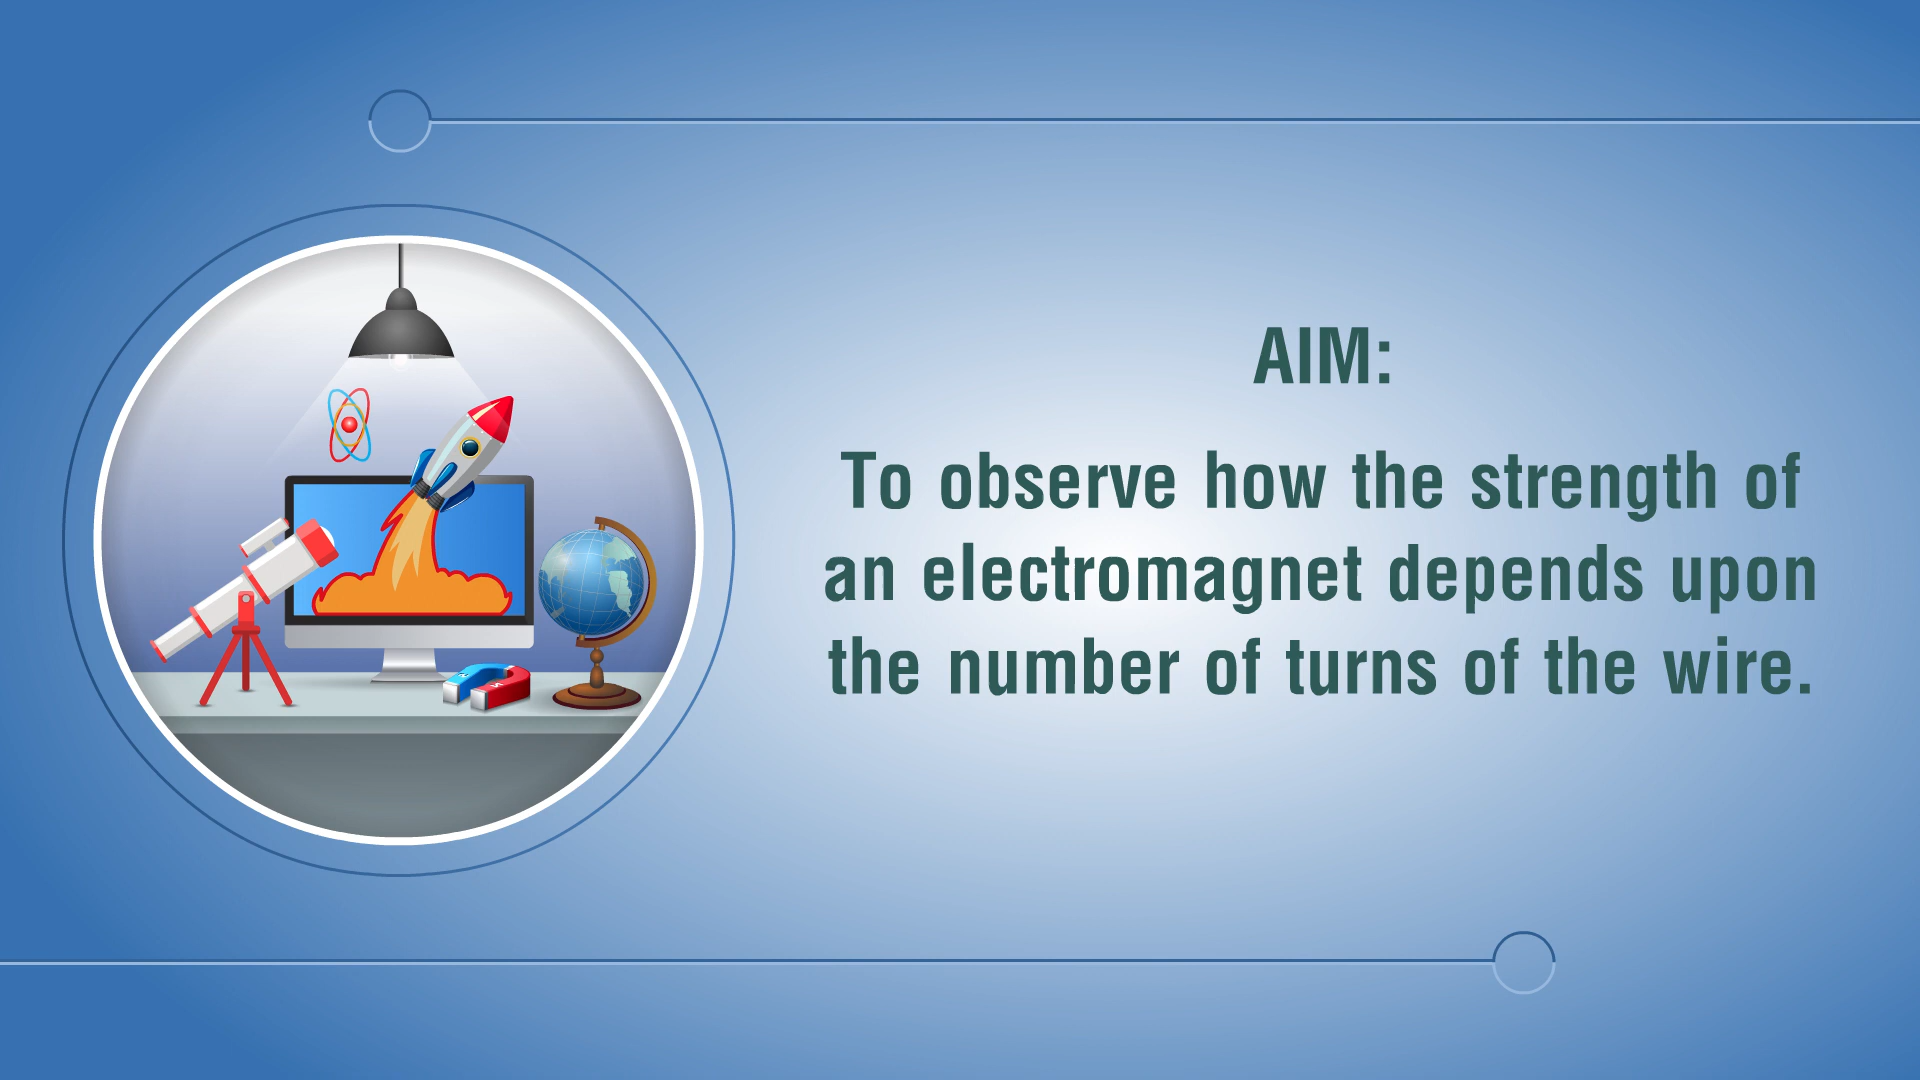 AIM:
To observe how the strength of
an electromagnet depends upon
the number of turns of the wire.